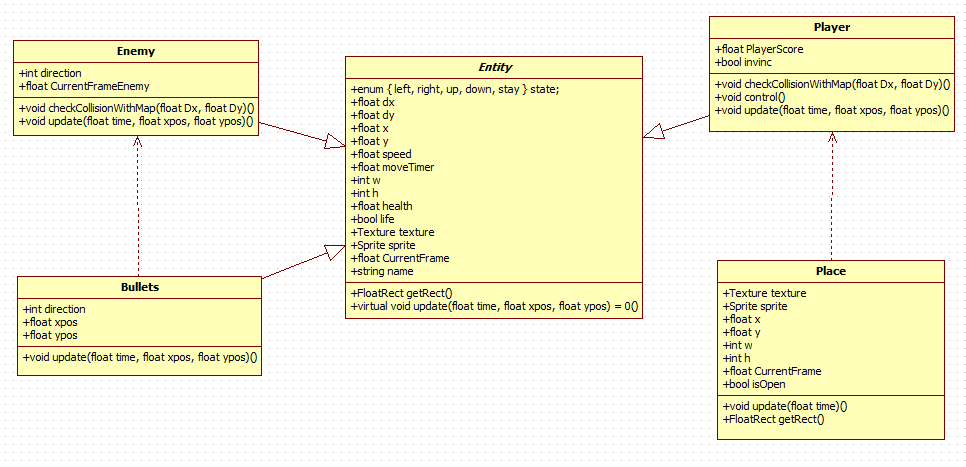 Enemy
+int direction
+float CurrentFrameEnemy
+void checkCollisionWithMap(float Dx, float Dy)()
+void update(float time, float xpos, float ypos)()
Entity
+enum { left, right, up, down, stay } state;
+float dx
+float dy
+float x
+float y
+float speed
+float moveTimer
+int w
+int h
+float health
+bool life
+Texture texture
+Sprite sprite
+float CurrentFrame
+string name
+FloatRect getRect()
+virtual void update(float time, float xpos, float ypos) = 0()
Player
+float PlayerScore
+bool invinc
+void checkCollisionWithMap(float Dx, float Dy)()
+void control()
+void update(float time, float xpos, float ypos)()
Bullets
+int direction
+float xpos
+float ypos
+void update(float time, float xpos, float ypos)()
Place
+Texture texture
+Sprite sprite
+float x
+float y
+int w
+int h
+float CurrentFrame
+bool isOpen
+void update(float time)()
+FloatRect getRect()